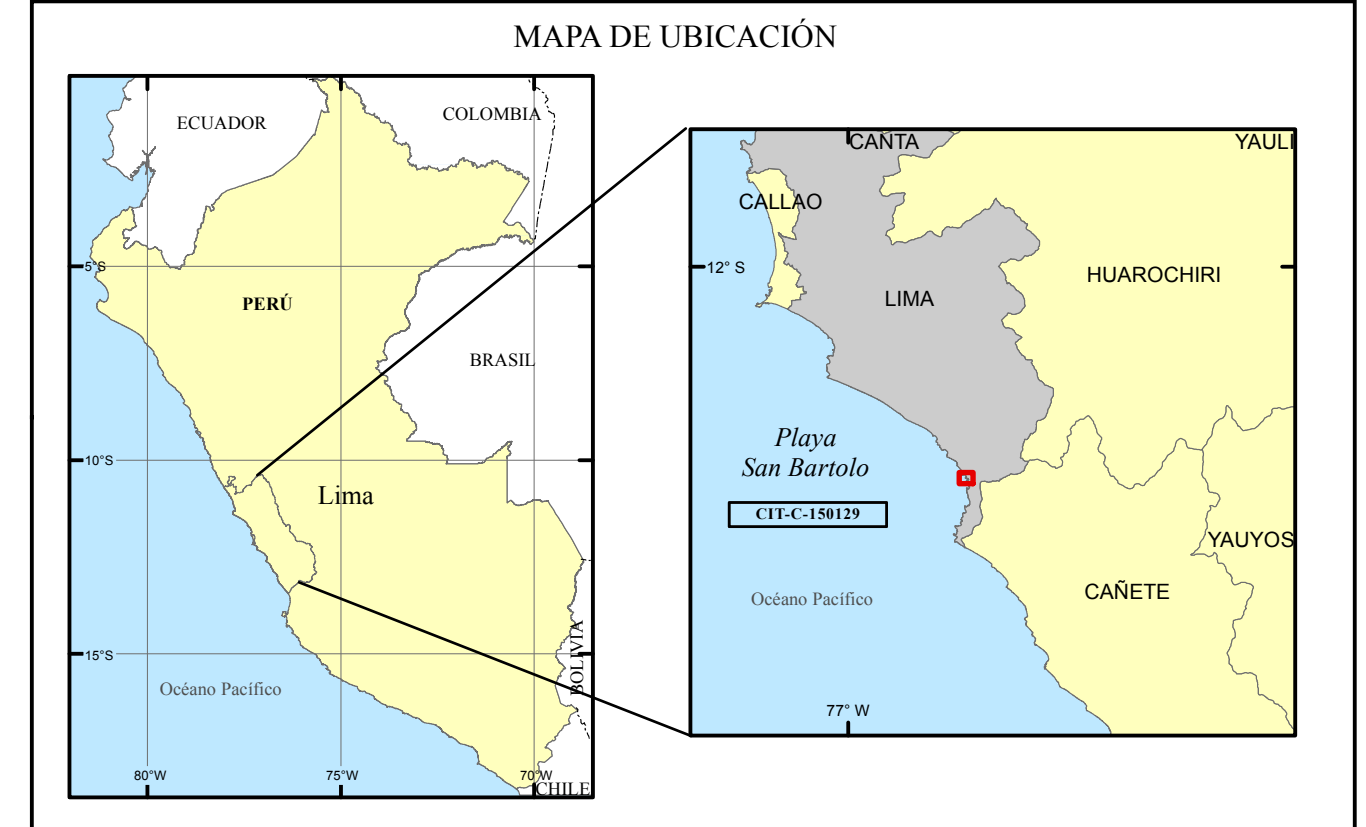 MAPA DE UBICACIÓN
ECUADOR
COLOMBIA
5°S
PERÚ
BRASIL
10°S
Lima
15°S
BOLIVIA
Océano Pacífico
80°W
75°W
70°W
CHILE
CANTA
YAULI
CALLAO
12° S
LIMA
HUAROCHIRI
Playa
San Bartolo
CIT-C-150129
YAUYOS
CAÑETE
Océano Pacífico
77° W